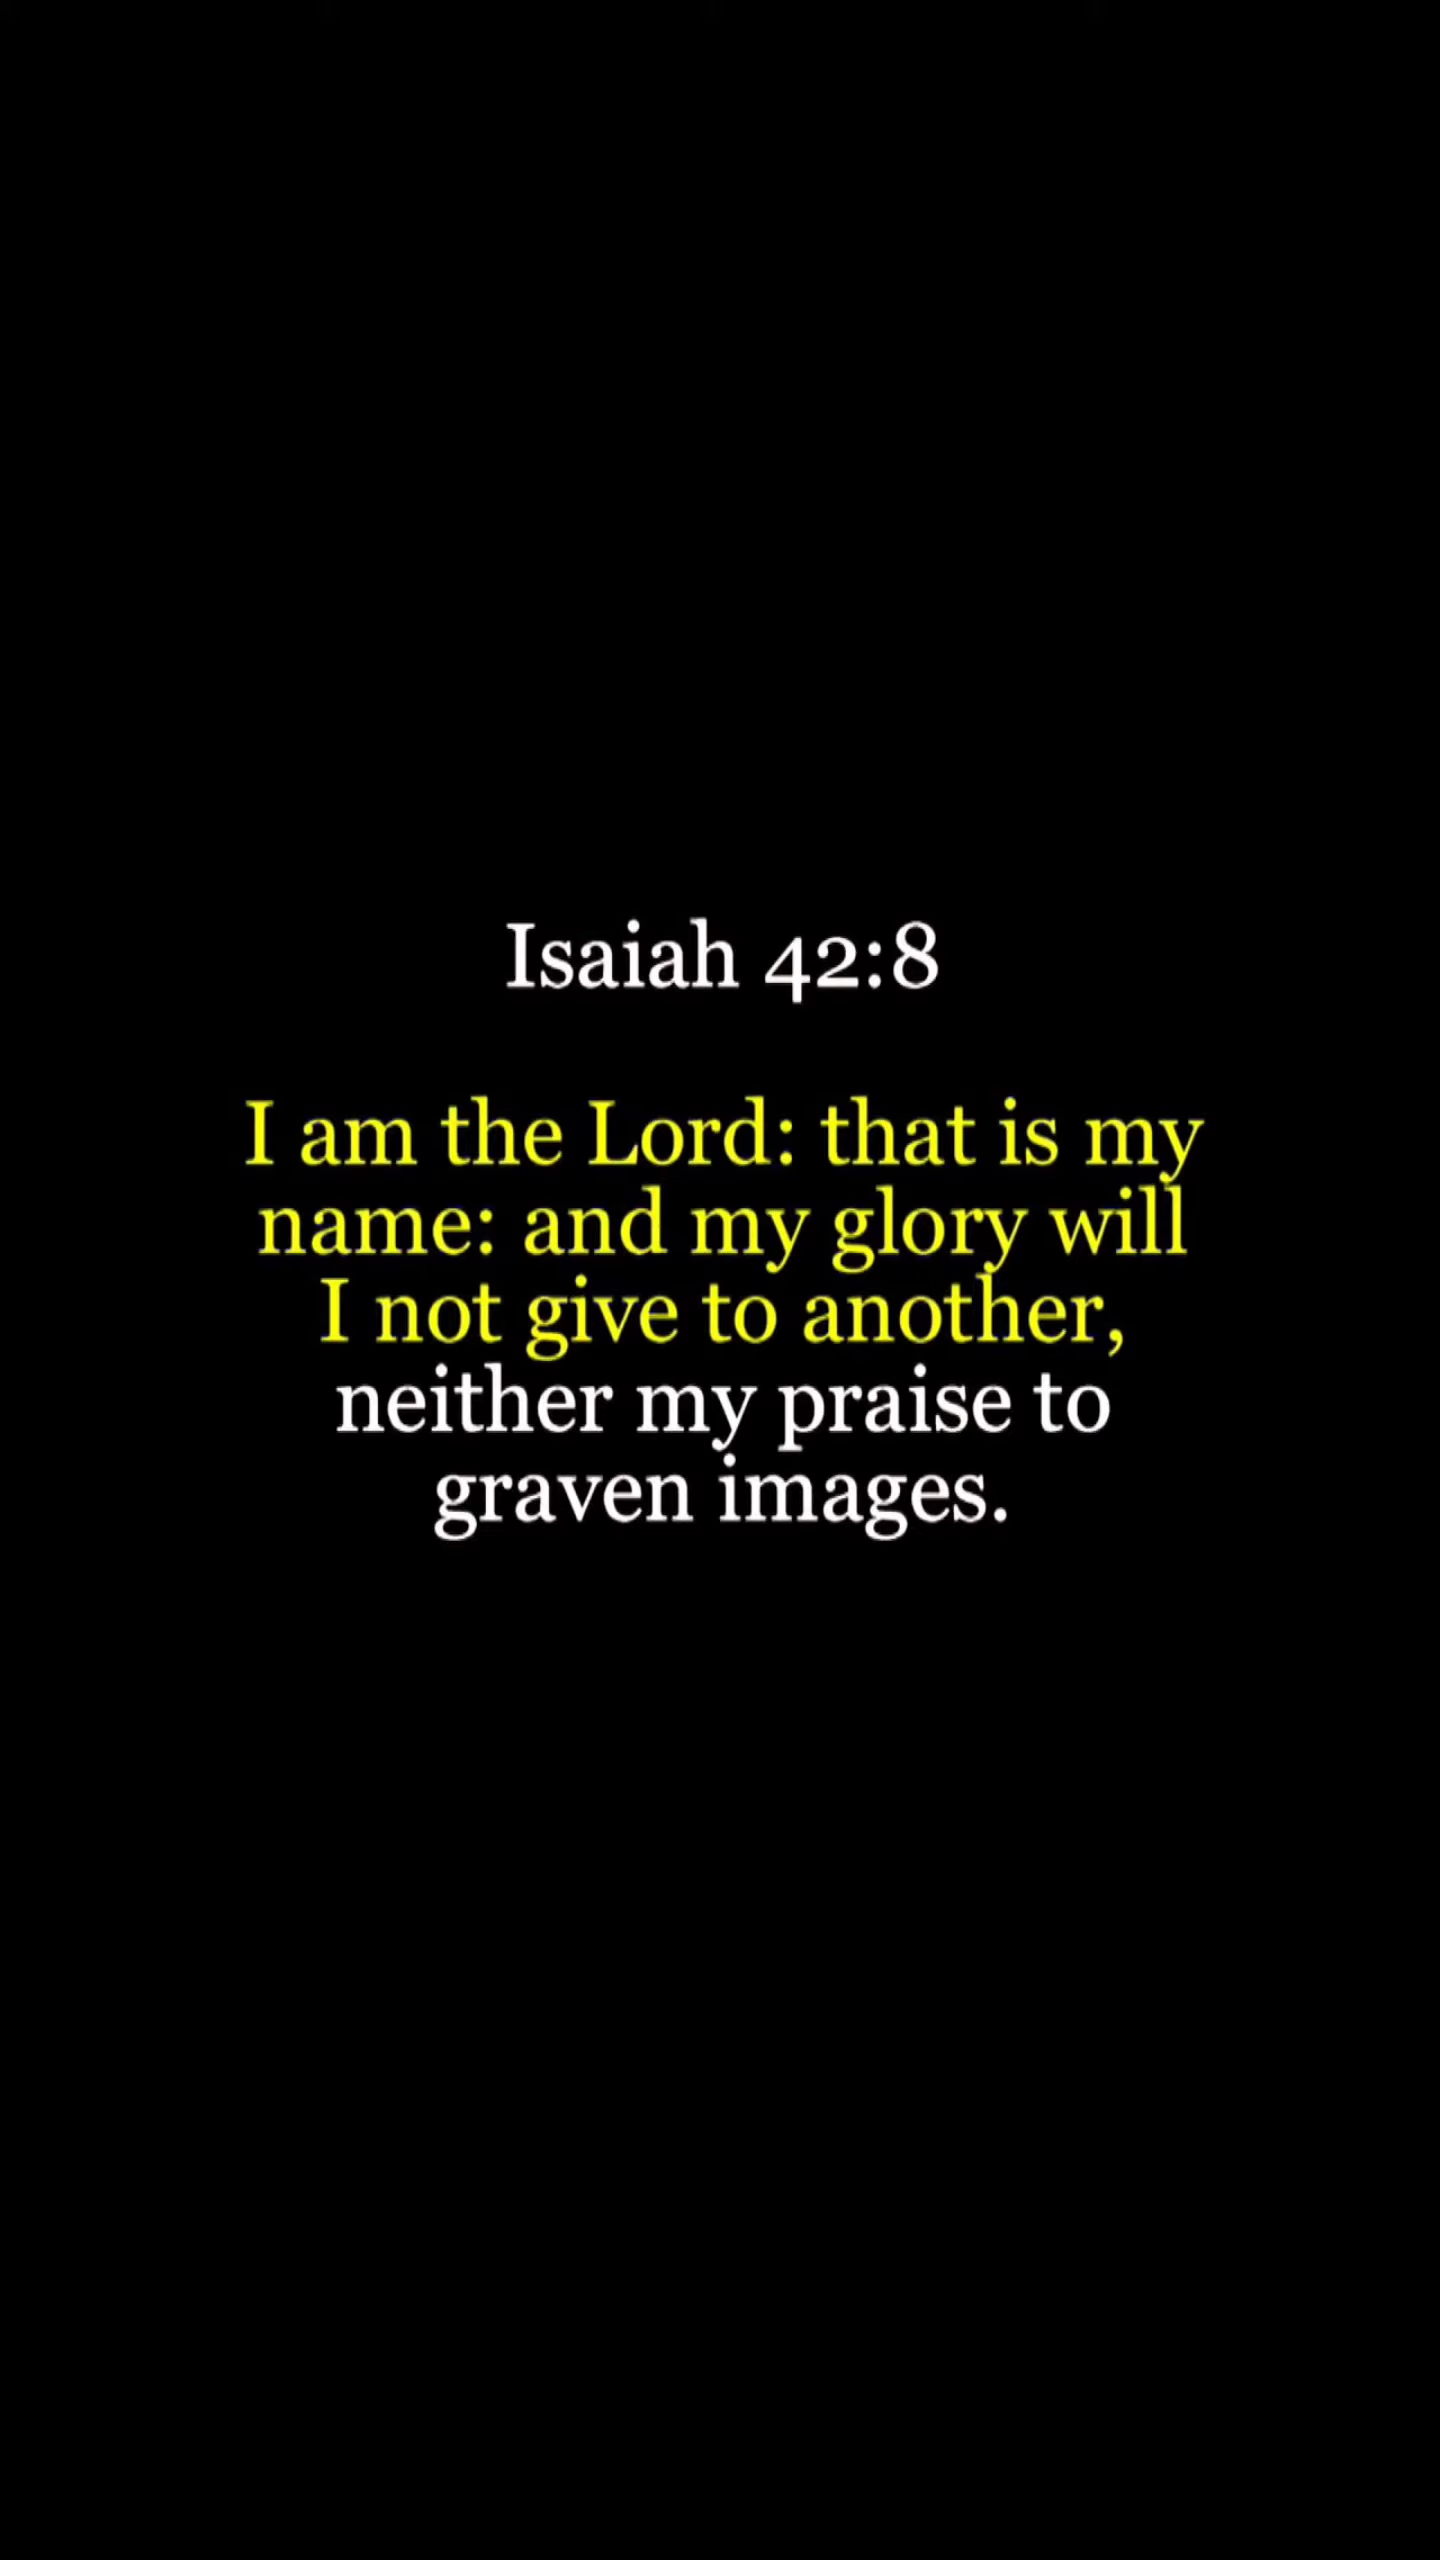 Isaiah 42:8
I am the Lord: that is my
name: and my glory will
I not give to another,
neither my praise to
graven images.